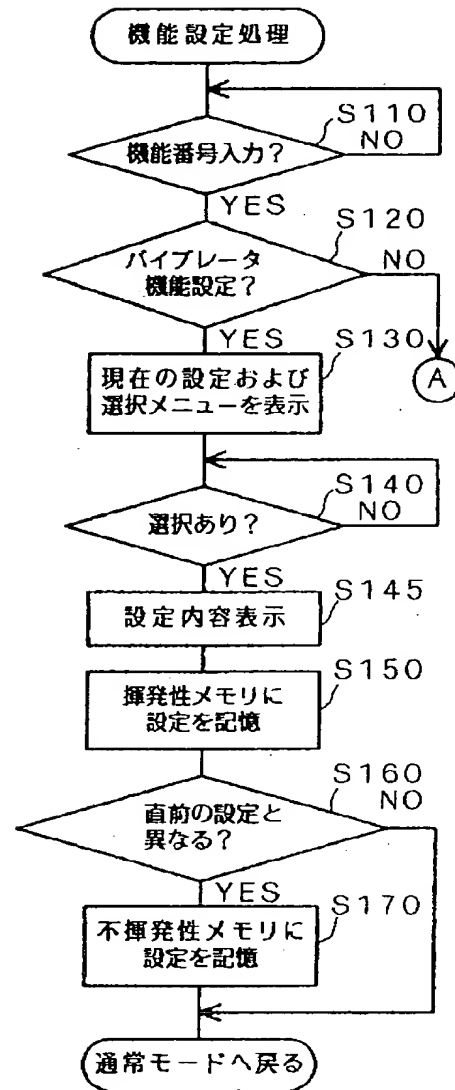 機能設定処理
S110
機能番号入力?
NO
YES
S120
バイブレータ
機能設定?
NO
YES
S130
A
現在の設定および
選択メニューを表示
S140
選択あり?
NO
YES
S145
設定内容表示
S150
揮発性メモリに
設定を記憶
S160
NO
直前の設定と
異なる?
YES
S170
不揮発性メモリに
設定を記憶
通常モードへ戻る